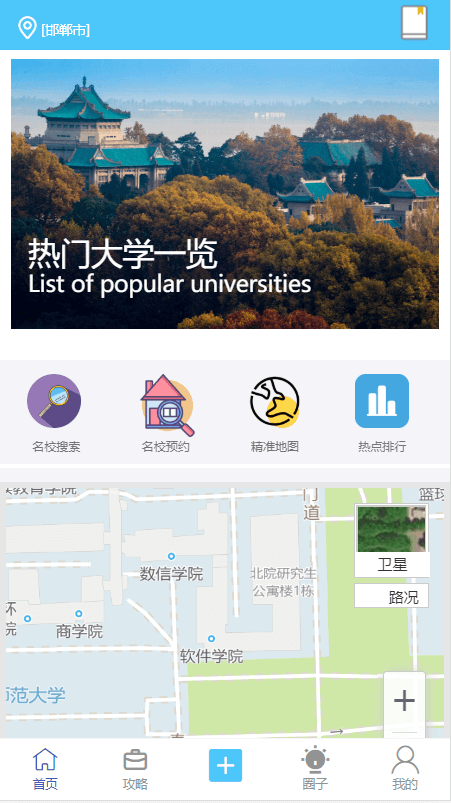 [邯郸市]
热门大学一览
List of popular universities
名校搜索
名校预约
精准地图
热点排行
教育学院
门道
篮
卫星
数信学院
北院研究生
公寓楼1栋
路况
环
院
商学院
软件学院
师范大学
+
首页
攻略
圈子
我的